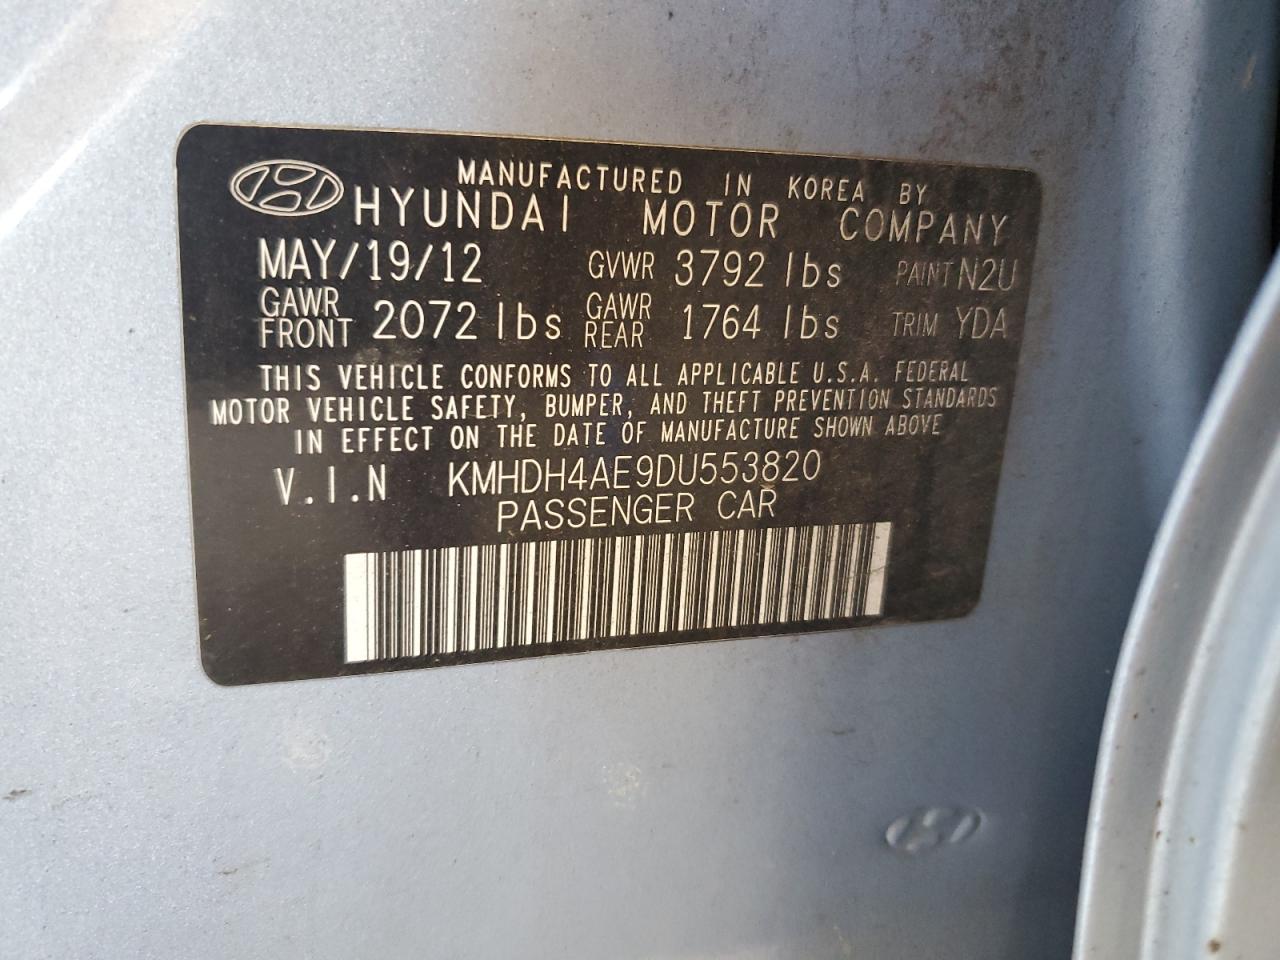 MANUFACTURED IN KOREA BY
HYUNDAI MOTOR COMPANY
MAY/19/12 GVWR 3792 lbs PAINT N2U
GAWR FRONT 2072 lbs GAWR REAR 1764 lbs TRIM YDA
THIS VEHICLE CONFORMS TO ALL APPLICABLE U.S.A. FEDERAL
MOTOR VEHICLE SAFETY, BUMPER, AND THEFT PREVENTION STANDARDS
IN EFFECT ON THE DATE OF MANUFACTURE SHOWN ABOVE
V.I.N KMHDH4AE9DU553820
PASSENGER CAR